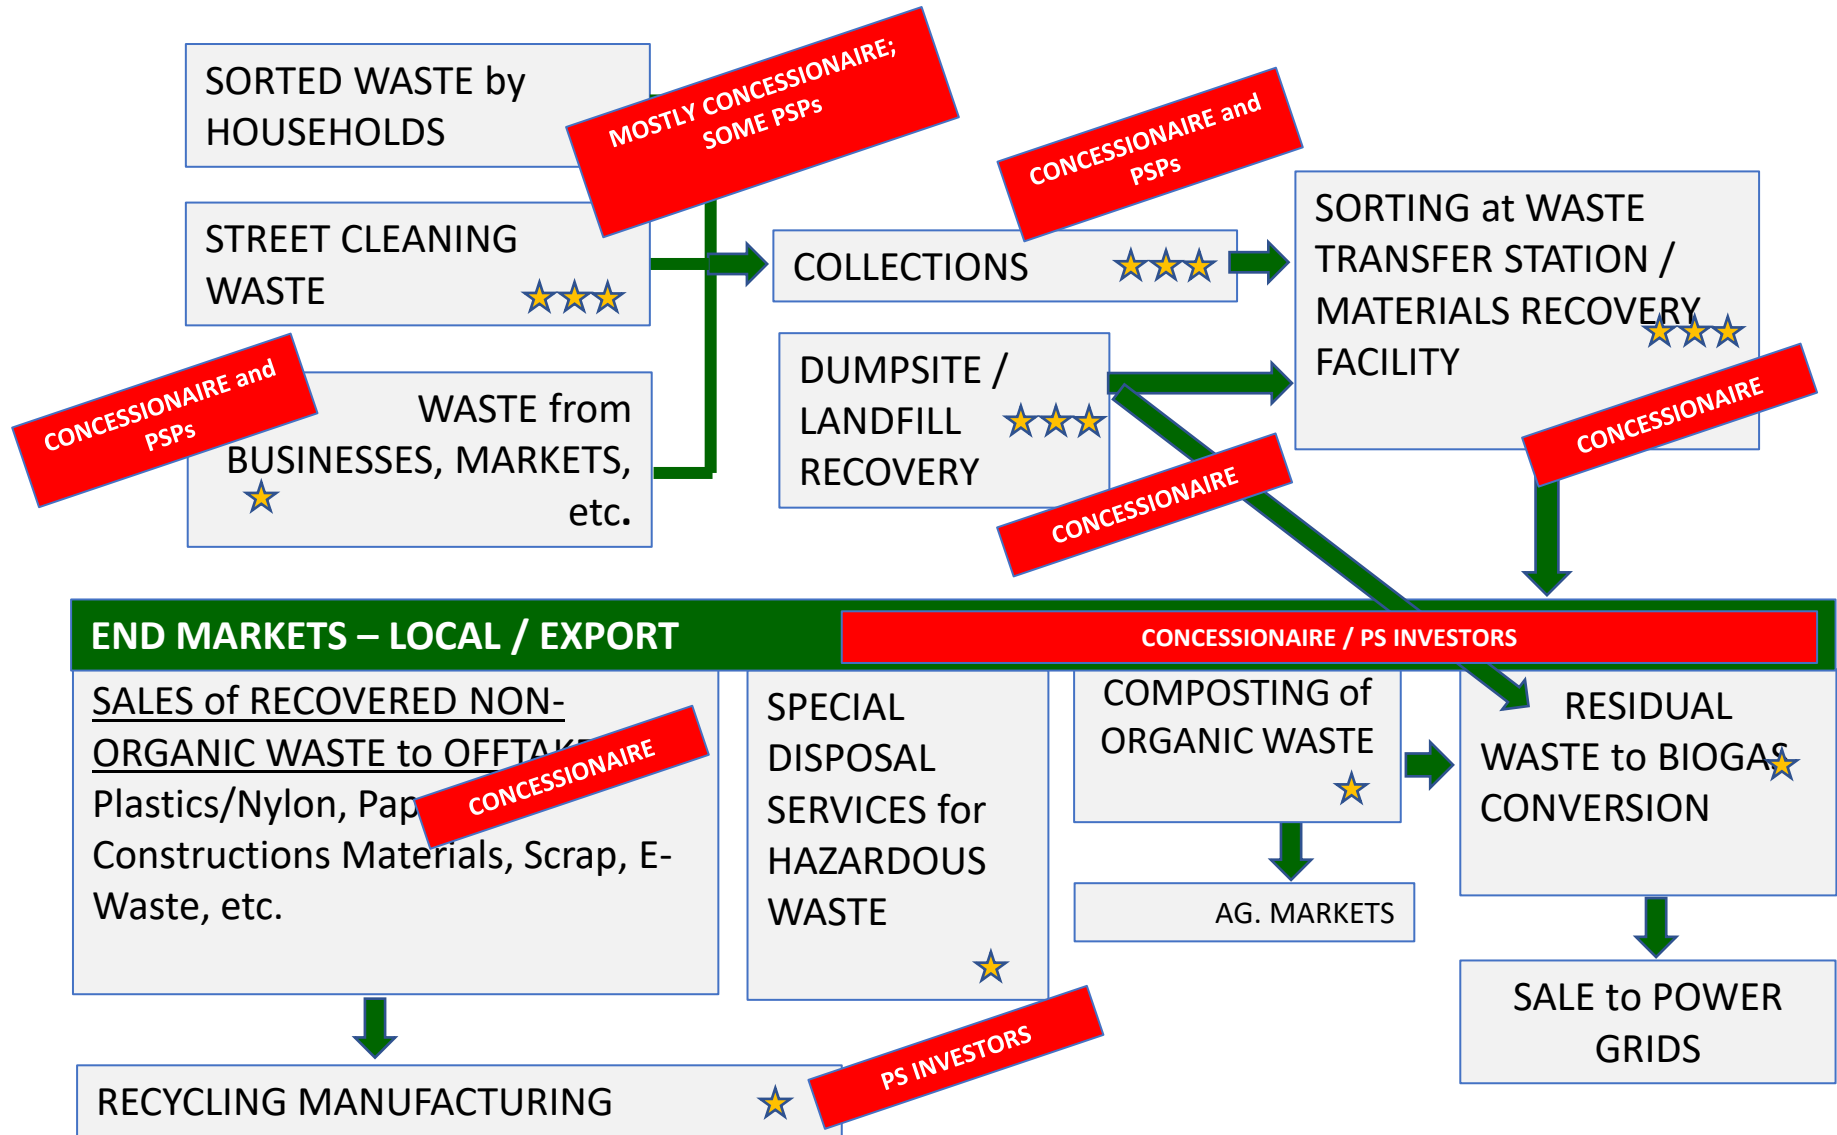 SORTED WASTE by
HOUSEHOLDS
MOSTLY CONCESSIONAIRE;
SOME PSPs
CONCESSIONAIRE and
PSPs
STREET CLEANING
WASTE
COLLECTIONS
SORTING at WASTE
TRANSFER STATION /
MATERIALS RECOVERY
FACILITY
CONCESSIONAIRE and
PSPs
WASTE from
BUSINESSES, MARKETS,
etc.
DUMPSITE /
LANDFILL
RECOVERY
CONCESSIONAIRE
CONCESSIONAIRE
END MARKETS – LOCAL / EXPORT
CONCESSIONAIRE / PS INVESTORS
SALES of RECOVERED NON-
ORGANIC WASTE to
CONCESSIONAIRE
Plastics/Nylon,
Constructions Materials, Scrap, E-
Waste, etc.
SPECIAL
DISPOSAL
SERVICES for
HAZARDOUS
WASTE
COMPOSTING of
ORGANIC WASTE
RESIDUAL
WASTE to BIOGAS
CONVERSION
AG. MARKETS
SALE to POWER
GRIDS
PS INVESTORS
RECYCLING MANUFACTURING